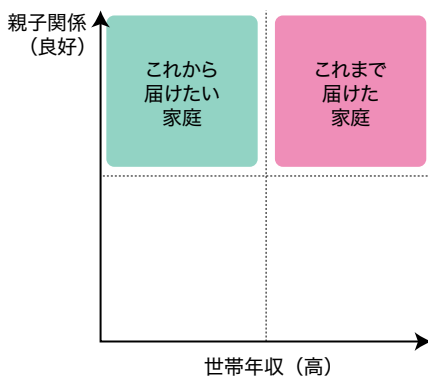 親子関係
（良好）
これから
届けたい
家庭
これまで
届けた
家庭
世帯年収（高）